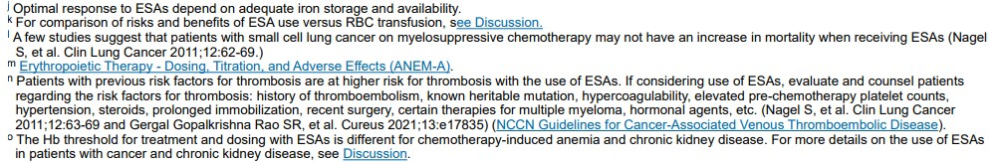 j Optimal response to ESAs depend on adequate iron storage and availability.
k For comparison of risks and benefits of ESA use versus RBC transfusion, see Discussion.
l A few studies suggest that patients with small cell lung cancer on myelosuppressive chemotherapy may not have an increase in mortality when receiving ESAs (Nagel
S, et al. Clin Lung Cancer 2011;12:62-69.)
m Erythropoietic Therapy - Dosing, Titration, and Adverse Effects (ANEM-A).
n Patients with previous risk factors for thrombosis are at higher risk for thrombosis with the use of ESAs. If considering use of ESAs, evaluate and counsel patients
regarding the risk factors for thrombosis: history of thromboembolism, known heritable mutation, hypercoagulability, elevated pre-chemotherapy platelet counts,
hypertension, steroids, prolonged immobilization, recent surgery, certain therapies for multiple myeloma, hormonal agents, etc. (Nagel S, et al. Clin Lung Cancer
2011;12:63-69 and Gergal Gopalkrishna Rao SR, et al. Cureus 2021;13:e17835) (NCCN Guidelines for Cancer-Associated Venous Thromboembolic Disease).
o The Hb threshold for treatment and dosing with ESAs is different for chemotherapy-induced anemia and chronic kidney disease. For more details on the use of ESAs
in patients with cancer and chronic kidney disease, see Discussion.